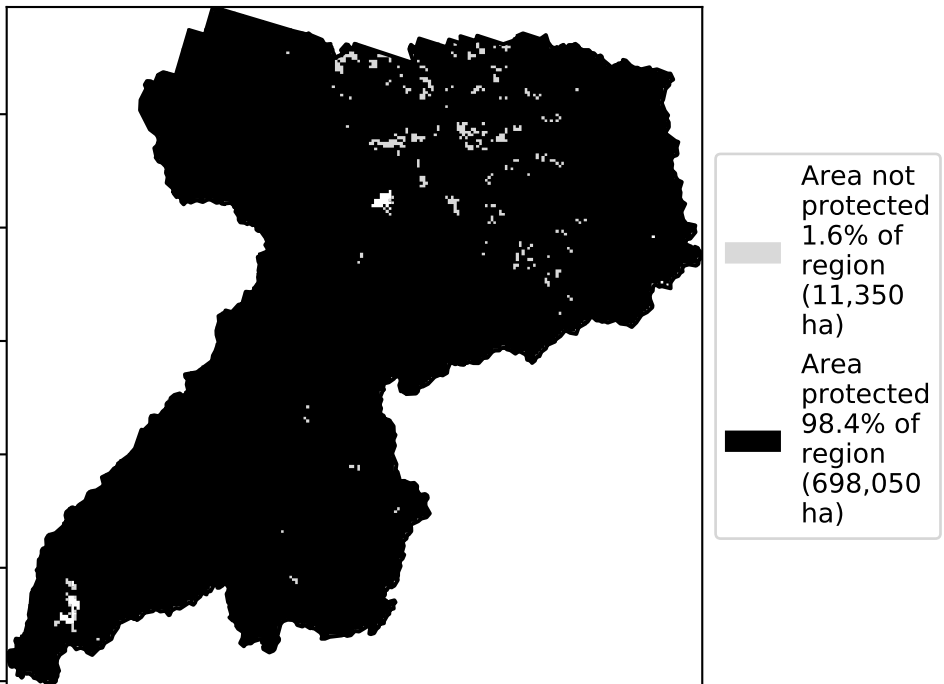 Area not
protected
1.6% of
region
(11,350
ha)
Area
protected
98.4% of
region
(698,050
ha)